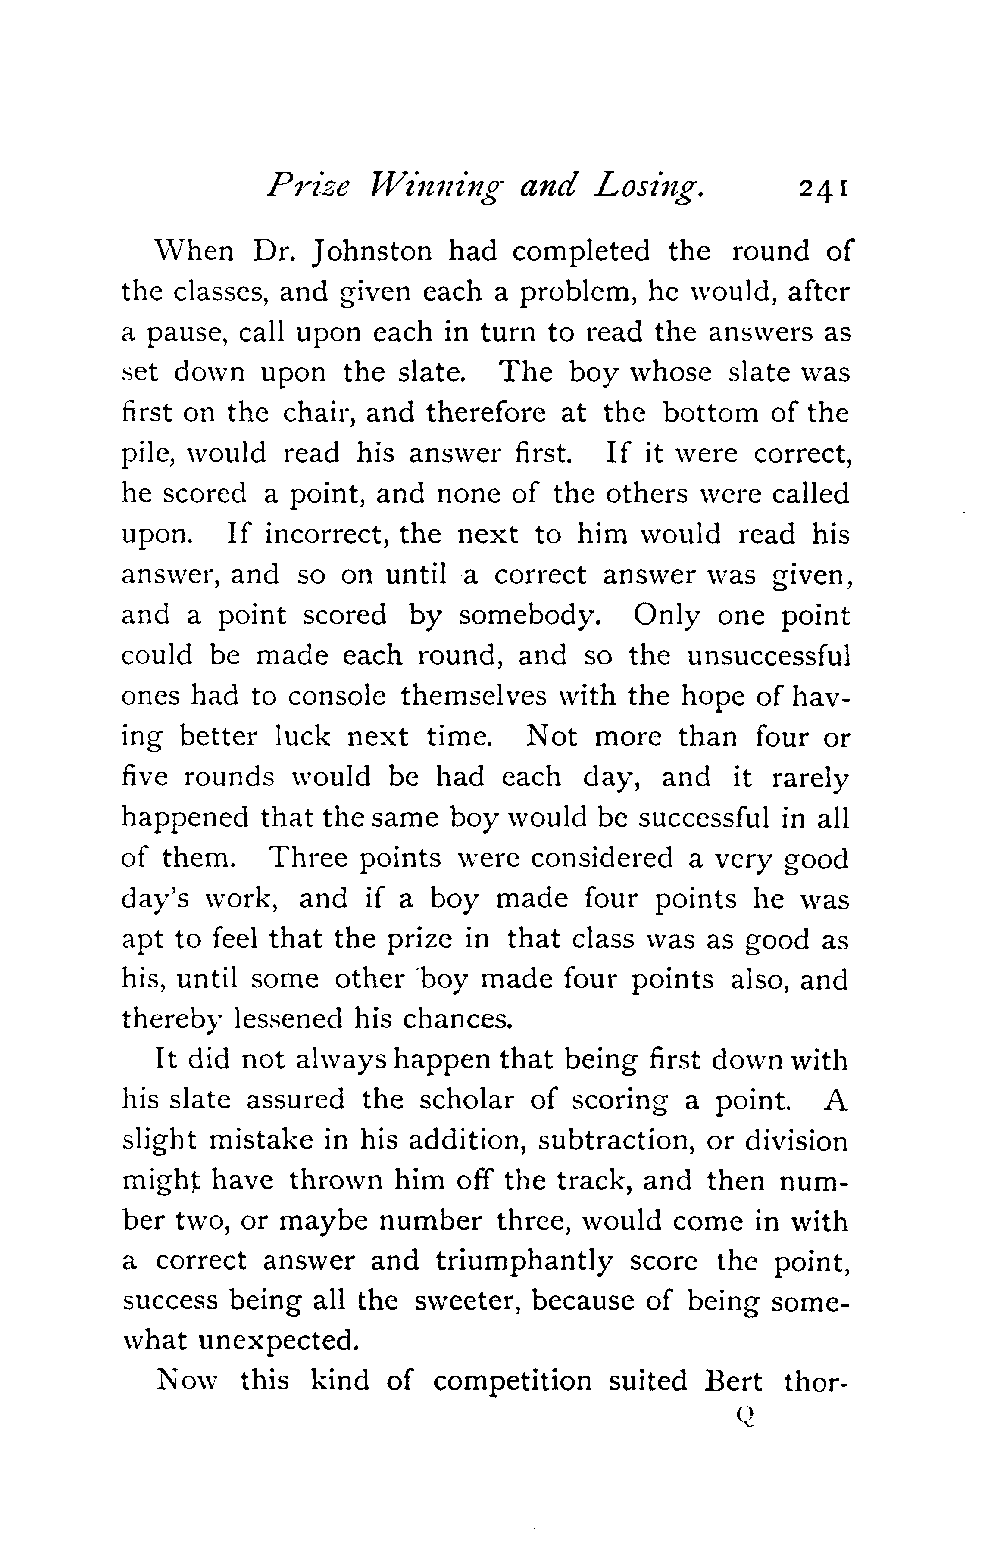 Prize Winning and Losing. 241
When Dr. Johnston had completed the round of
the classes, and given each a problem, he would, after
a pause, call upon each in turn to read the answers as
set down upon the slate. The boy whose slate was
first on the chair, and therefore at the bottom of the
pile, would read his answer first. If it were correct,
he scored a point, and none of the others were called
upon. If incorrect, the next to him would read his
answer, and so on until a correct answer was given,
and a point scored by somebody. Only one point
could be made each round, and so the unsuccessful
ones had to console themselves with the hope of hav-
ing better luck next time. Not more than four or
five rounds would be had each day, and it rarely
happened that the same boy would be successful in all
of them. Three points were considered a very good
day's work, and if a boy made four points he was
apt to feel that the prize in that class was as good as
his, until some other boy made four points also, and
thereby lessened his chances.
It did not always happen that being first down with
his slate assured the scholar of scoring a point. A
slight mistake in his addition, subtraction, or division
might have thrown him off the track, and then num-
ber two, or maybe number three, would come in with
a correct answer and triumphantly score the point,
success being all the sweeter, because of being some-
what unexpected.
Now this kind of competition suited Bert thor-
Q